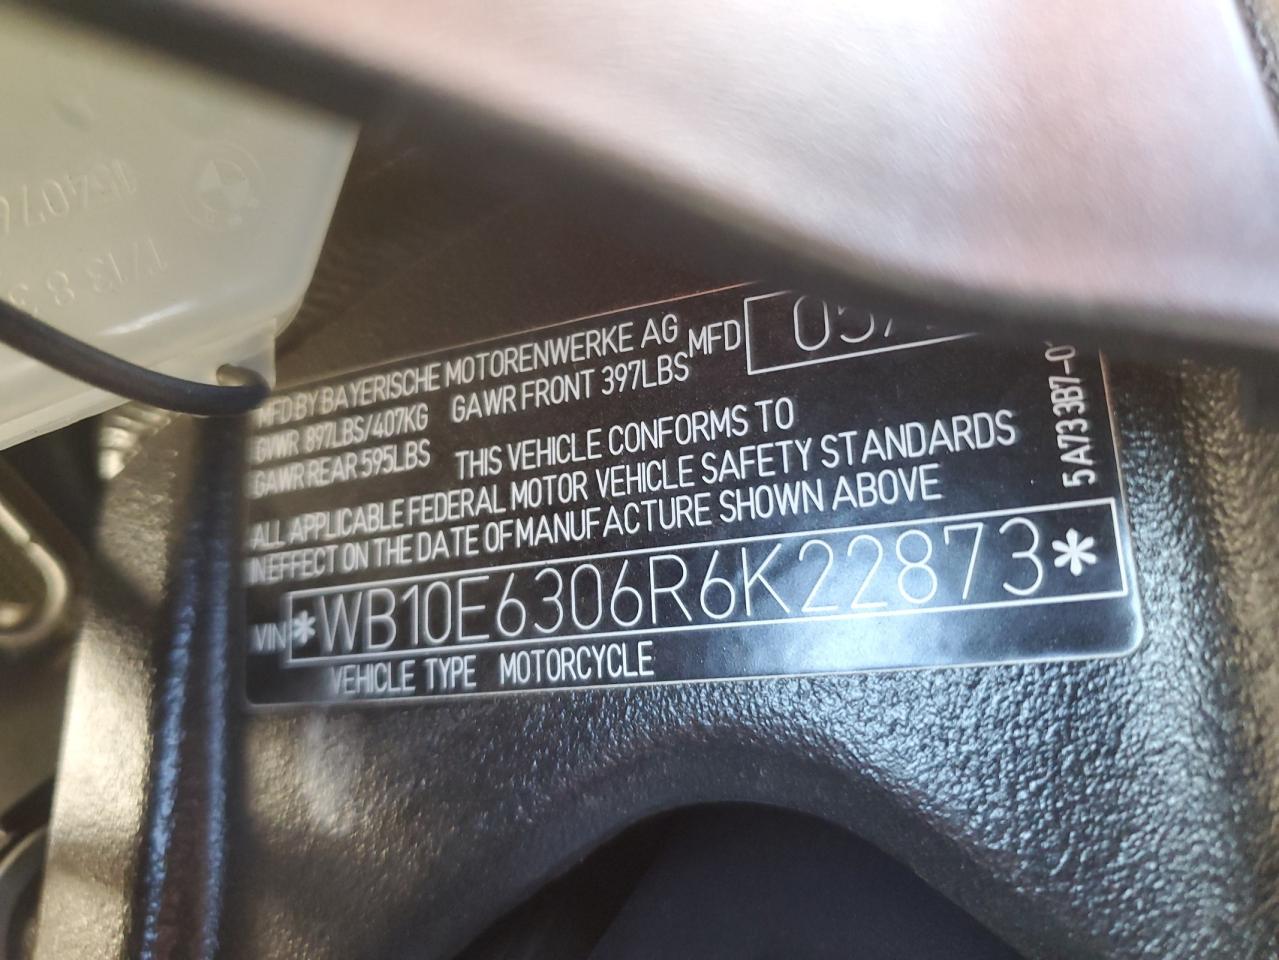 MFD BY BAYERISCHE MOTORENWERKE AG MFD
GVWR 897LBS/407KG GAWR FRONT 397LBS
GAWR REAR 595LBS THIS VEHICLE CONFORMS TO
ALL APPLICABLE FEDERAL MOTOR VEHICLE SAFETY STANDARDS
IN EFFECT ON THE DATE OF MANUFACTURE SHOWN ABOVE
VIN *WB10E6306R6K22873*
VEHICLE TYPE MOTORCYCLE